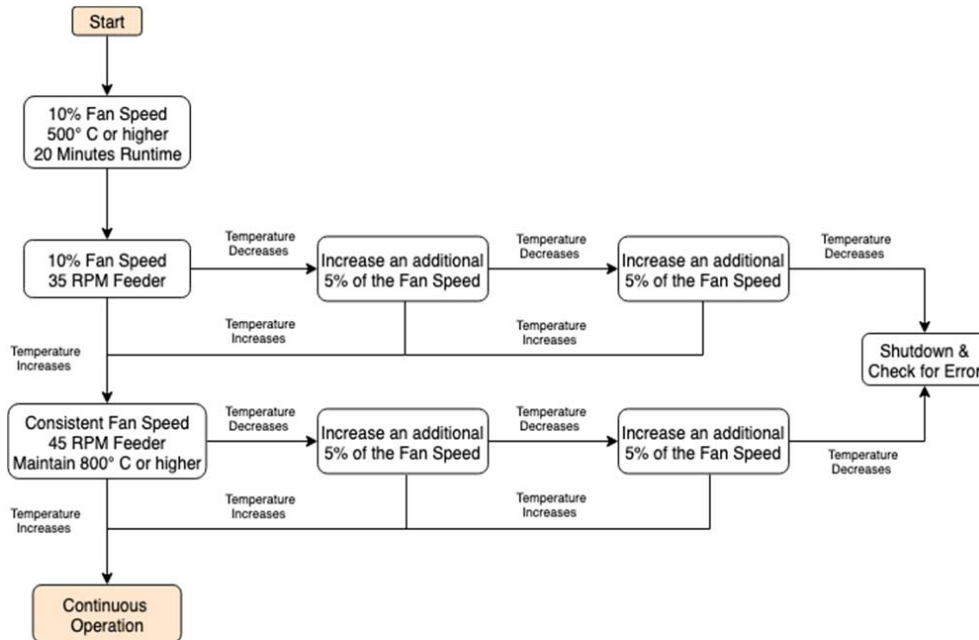 Start
10% Fan Speed
500° C or higher
20 Minutes Runtime
10% Fan Speed
35 RPM Feeder
Temperature
Decreases
Increase an additional
5% of the Fan Speed
Temperature
Decreases
Increase an additional
5% of the Fan Speed
Temperature
Decreases
Temperature
Increases
Temperature
Increases
Temperature
Increases
Shutdown &
Check for Error
Consistent Fan Speed
45 RPM Feeder
Maintain 800° C or higher
Temperature
Decreases
Increase an additional
5% of the Fan Speed
Temperature
Decreases
Increase an additional
5% of the Fan Speed
Temperature
Decreases
Temperature
Increases
Temperature
Increases
Temperature
Increases
Continuous
Operation